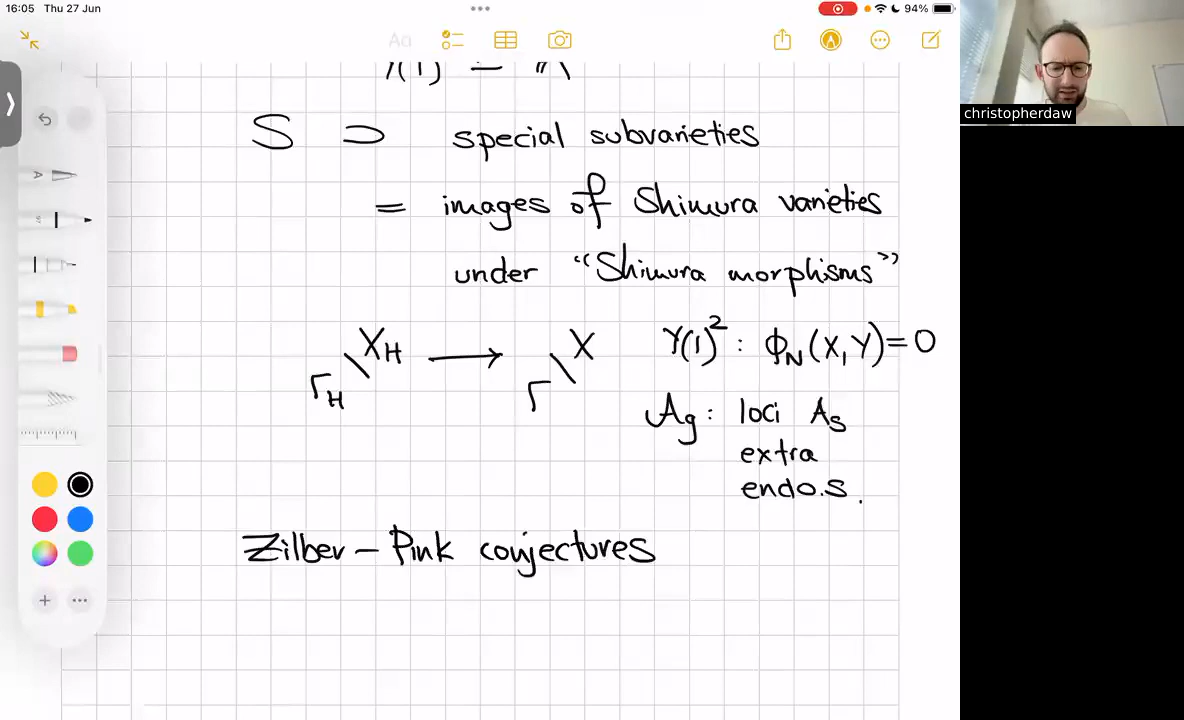 16:05 Thu 27 Jun
94%
christopherdaw
Aa
S ⊃ special subvarieties
= images of Shimura varieties
under “Shimura morphisms”
Γ_H \ X_H ⟶ Γ \ X
Y(1)²: Φ_N(X,Y)=0
A_g: loci A_s
extra
endo.s.
Zilber – Pink conjectures